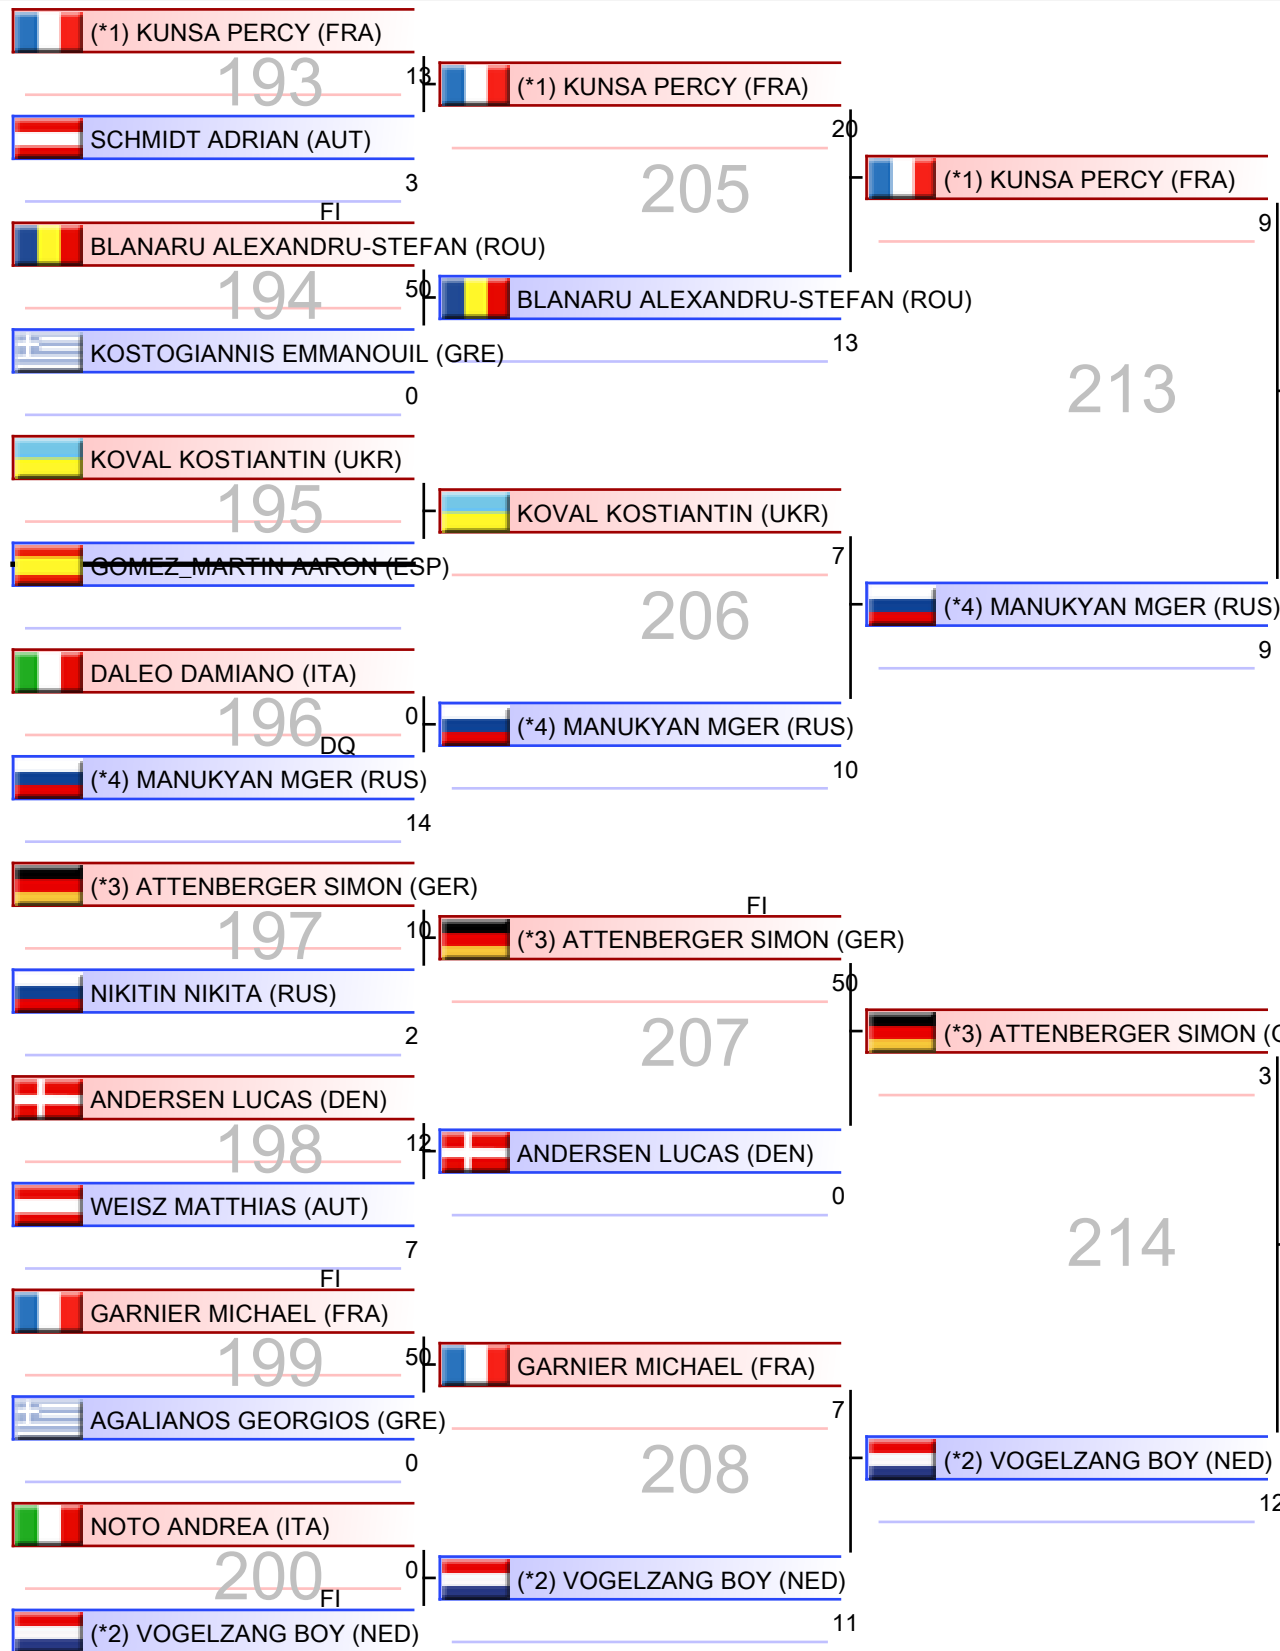 (*1) KUNSA PERCY (FRA)
193
13
SCHMIDT ADRIAN (AUT)
3
FI
BLANARU ALEXANDRU-STEFAN (ROU)
194
50
KOSTOGIANNIS EMMANOUIL (GRE)
0
KOVAL KOSTIANTIN (UKR)
195
GOMEZ_MARTIN AARON (ESP)
DALEO DAMIANO (ITA)
196
0
DQ
(*4) MANUKYAN MGER (RUS)
14
(*3) ATTENBERGER SIMON (GER)
197
10
NIKITIN NIKITA (RUS)
2
ANDERSEN LUCAS (DEN)
198
12
WEISZ MATTHIAS (AUT)
7
FI
GARNIER MICHAEL (FRA)
199
50
AGALIANOS GEORGIOS (GRE)
0
NOTO ANDREA (ITA)
200
0
FI
(*2) VOGELZANG BOY (NED)
(*1) KUNSA PERCY (FRA)
20
205
BLANARU ALEXANDRU-STEFAN (ROU)
13
KOVAL KOSTIANTIN (UKR)
7
206
(*4) MANUKYAN MGER (RUS)
10
FI
(*3) ATTENBERGER SIMON (GER)
50
207
ANDERSEN LUCAS (DEN)
0
GARNIER MICHAEL (FRA)
7
208
(*2) VOGELZANG BOY (NED)
11
(*1) KUNSA PERCY (FRA)
9
213
(*4) MANUKYAN MGER (RUS)
9
(*3) ATTENBERGER SIMON (
3
214
(*2) VOGELZANG BOY (NED)
12